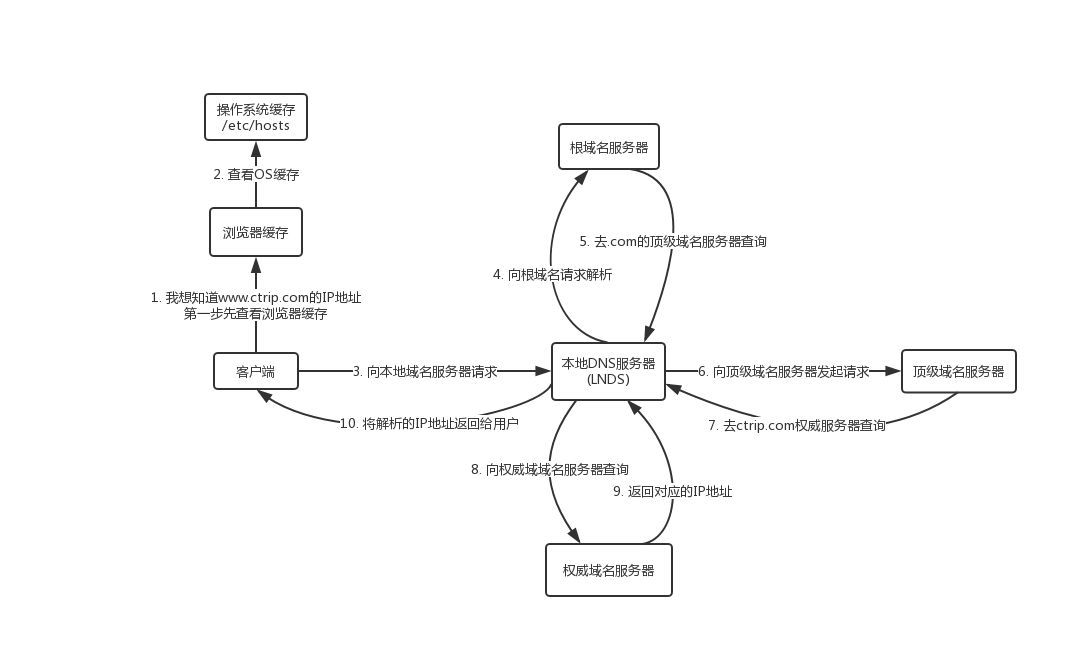 操作系统缓存
/etc/hosts
根域名服务器
2. 查看OS缓存
浏览器缓存
5. 去.com的顶级域名服务器查询
4. 向根域名请求解析
1. 我想知道www.ctrip.com的IP地址
第一步先查看浏览器缓存
客户端
3. 向本地域名服务器请求
本地DNS服务器
(LNDS)
6. 向顶级域名服务器发起请求
顶级域名服务器
10. 将解析的IP地址返回给用户
7. 去ctrip.com权威服务器查询
8. 向权威域域名服务器查询
9. 返回对应的IP地址
权威域名服务器